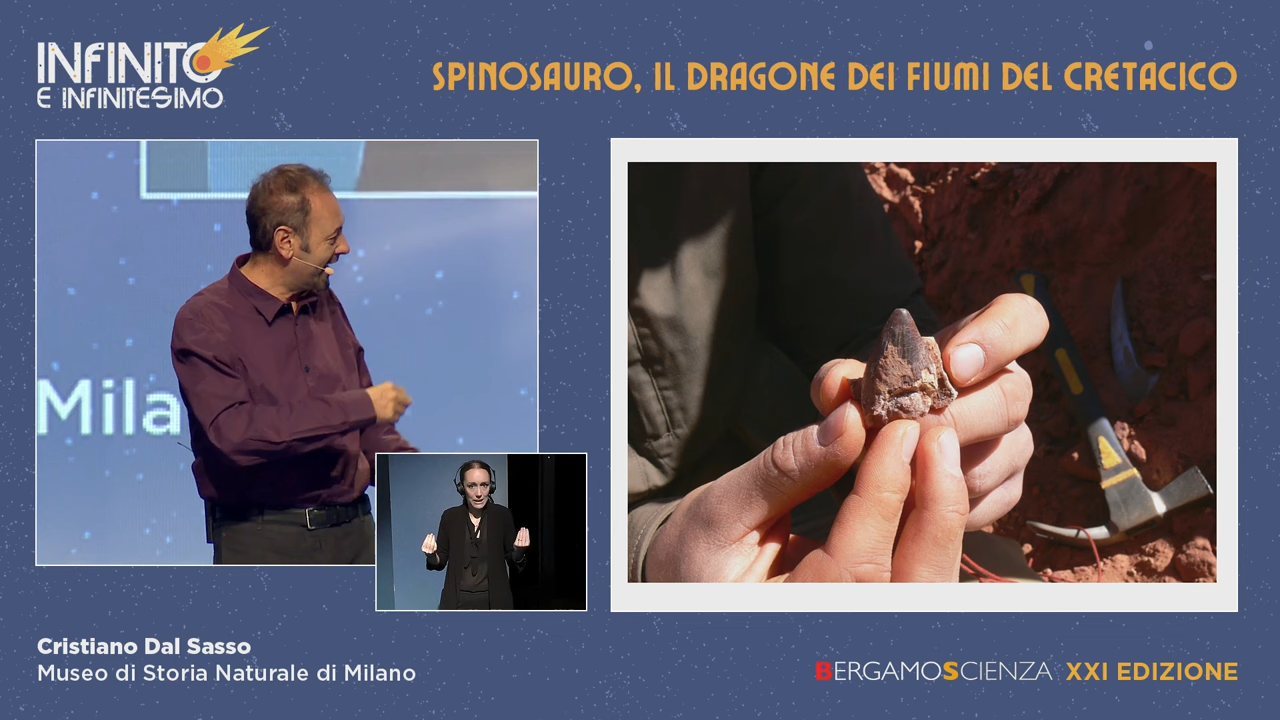 INFINITO
E INFINITESIMO
SPINOSAURO, IL DRAGONE DEI FIUMI DEL CRETACICO
Mila
Cristiano Dal Sasso
Museo di Storia Naturale di Milano
BERGAMOSCIENZA XXI EDIZIONE